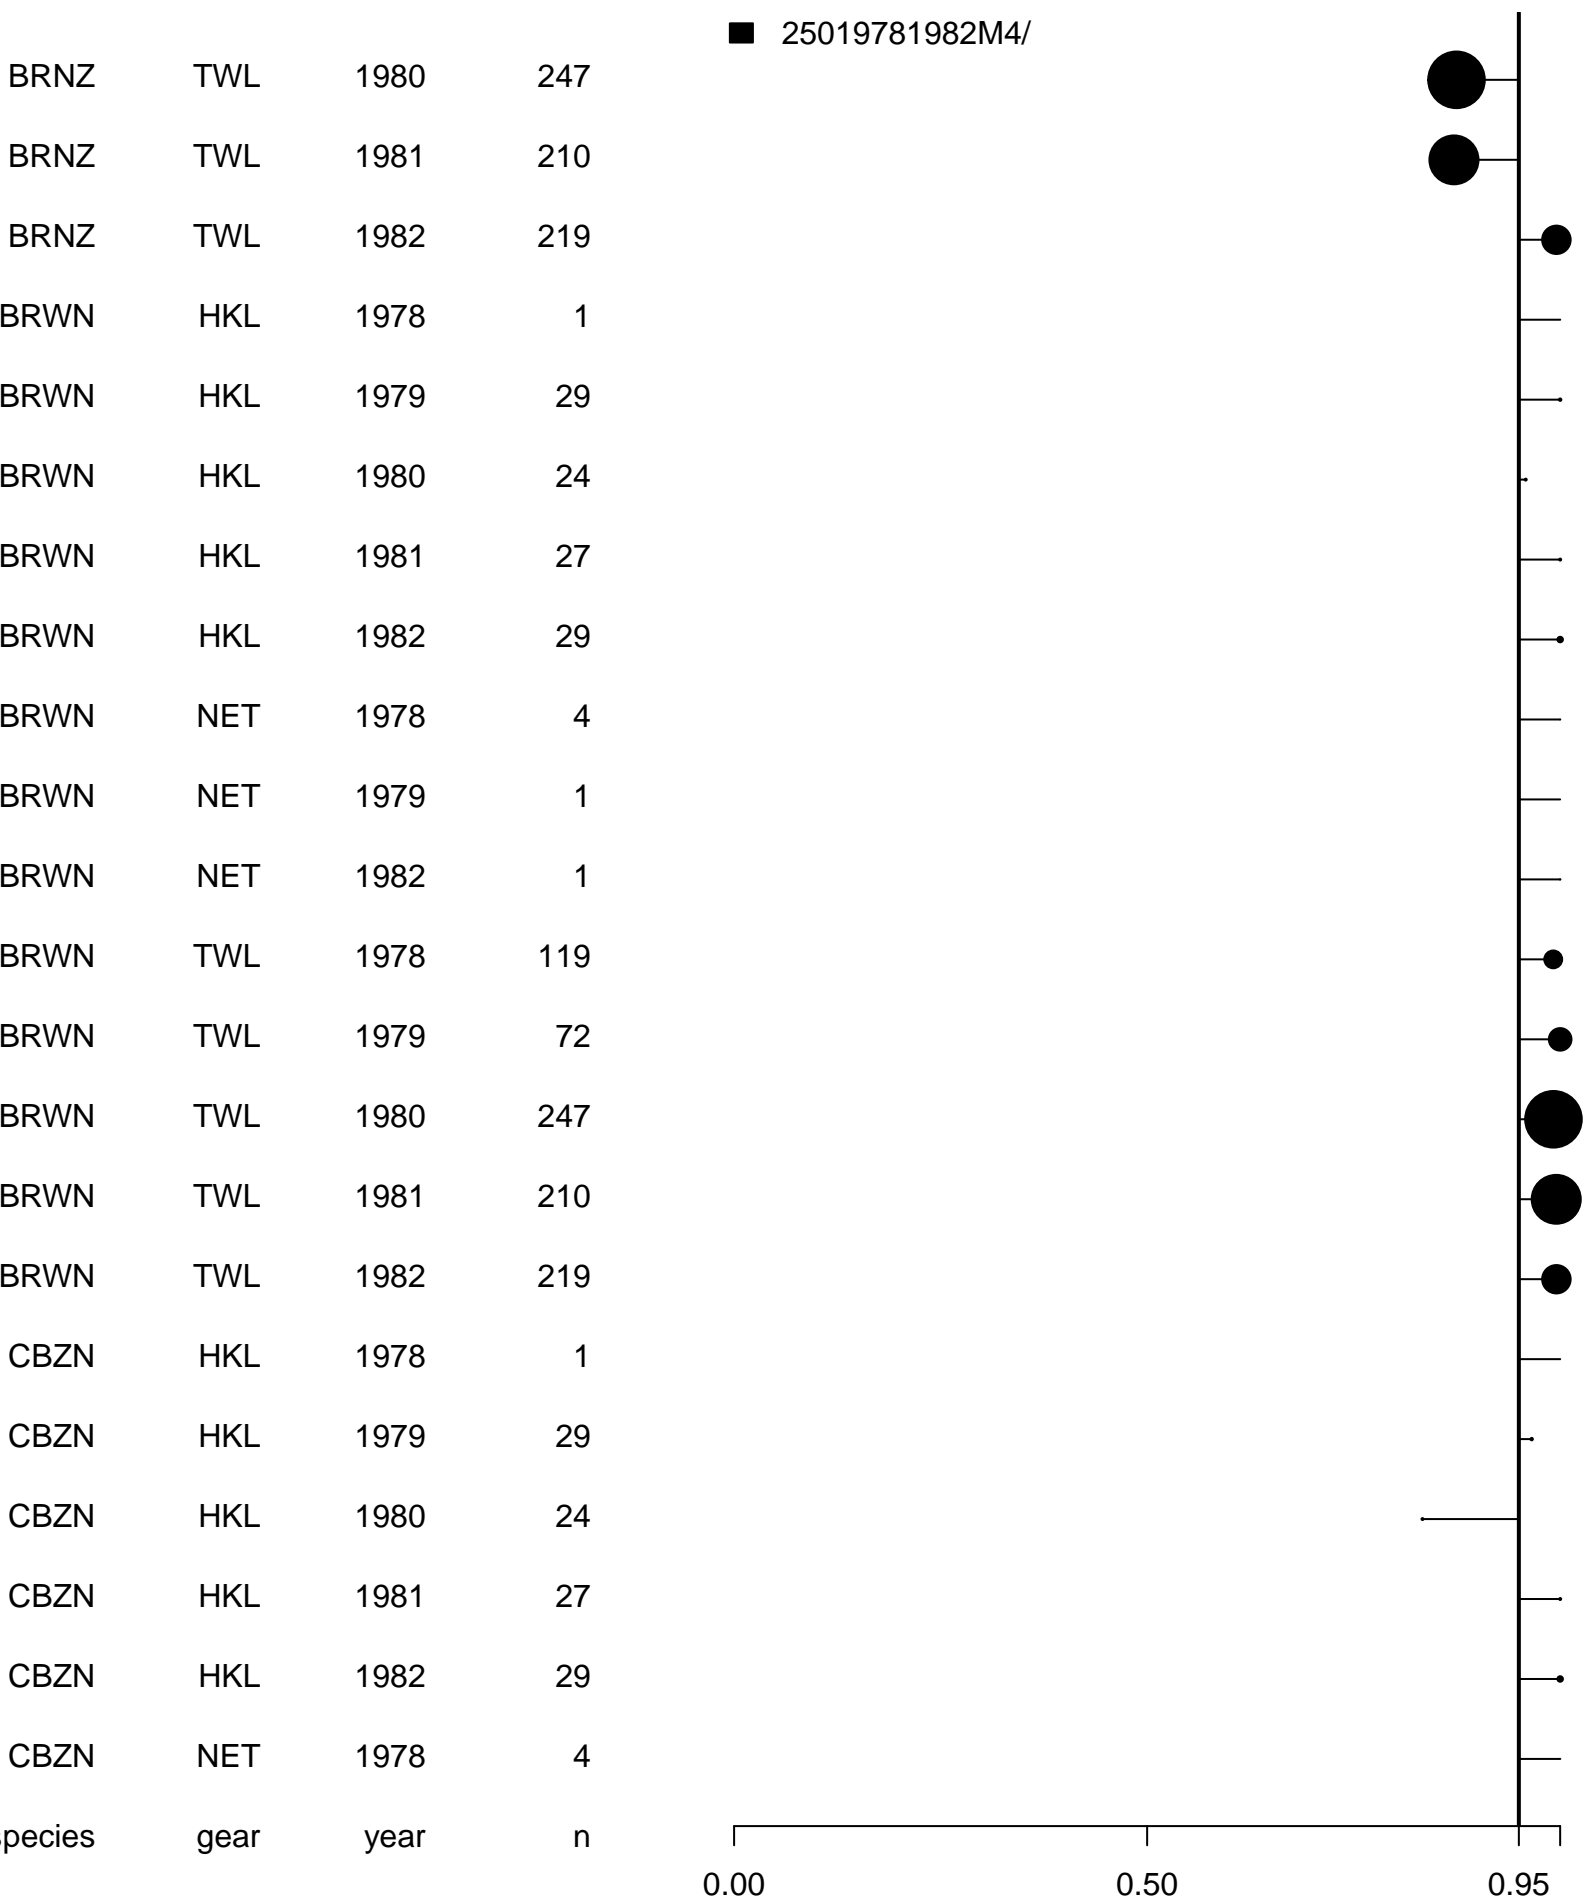 25019781982M4/
BRNZ TWL 1980 247
BRNZ TWL 1981 210
BRNZ TWL 1982 219
BRWN HKL 1978 1
BRWN HKL 1979 29
BRWN HKL 1980 24
BRWN HKL 1981 27
BRWN HKL 1982 29
BRWN NET 1978 4
BRWN NET 1979 1
BRWN NET 1982 1
BRWN TWL 1978 119
BRWN TWL 1979 72
BRWN TWL 1980 247
BRWN TWL 1981 210
BRWN TWL 1982 219
CBZN HKL 1978 1
CBZN HKL 1979 29
CBZN HKL 1980 24
CBZN HKL 1981 27
CBZN HKL 1982 29
CBZN NET 1978 4
species gear year n
0.00 0.50 0.95